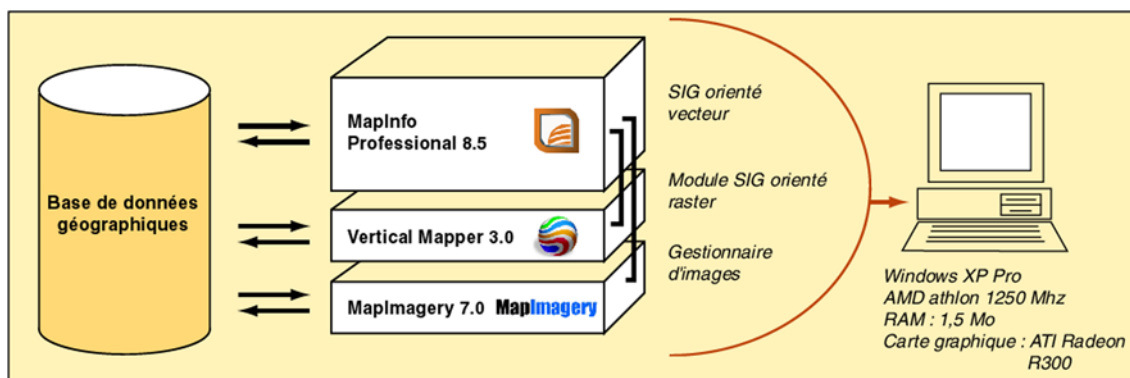 Base de données
géographiques
MapInfo
Professional 8.5
Vertical Mapper 3.0
MapImagery 7.0 MapImagery
SIG orienté
vecteur
Module SIG orienté
raster
Gestionnaire
d'images
Windows XP Pro
AMD athlon 1250 Mhz
RAM : 1,5 Mo
Carte graphique : ATI Radeon
R300